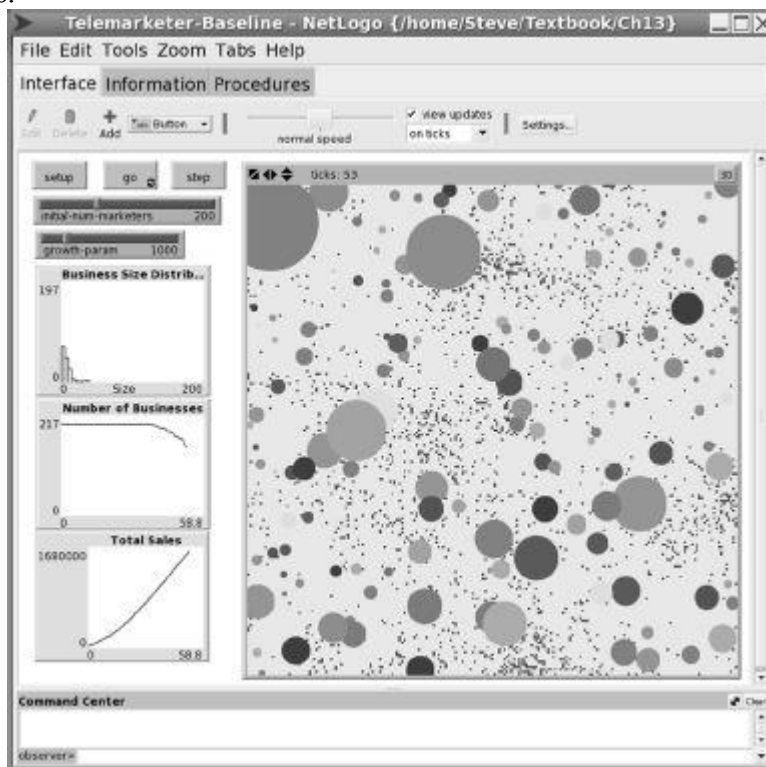 Telemarketer-Baseline - NetLogo {/home/Steve/Textbook/Ch13}
File Edit Tools Zoom Tabs Help
Interface Information Procedures
Edit Delete Add Button normal speed view updates on ticks Settings...
setup go step
ticks: 53 3D
initial-num-marketers 200
growth-param 1000
Business Size Distrib...
197
0
0 Size 200
Number of Businesses
217
0
0 58.8
Total Sales
1680000
0
0 58.8
Command Center
observer>